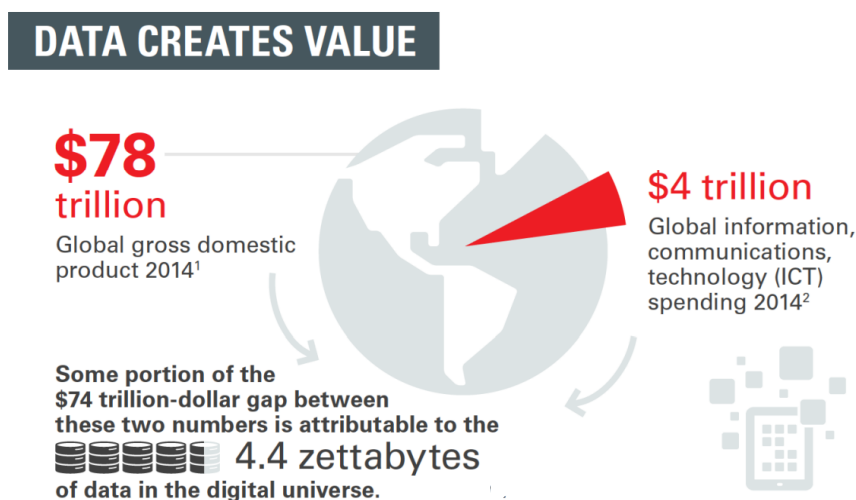 DATA CREATES VALUE
$78
trillion
Global gross domestic
product 2014¹
$4 trillion
Global information,
communications,
technology (ICT)
spending 2014²
Some portion of the
$74 trillion-dollar gap between
these two numbers is attributable to the
4.4 zettabytes
of data in the digital universe.